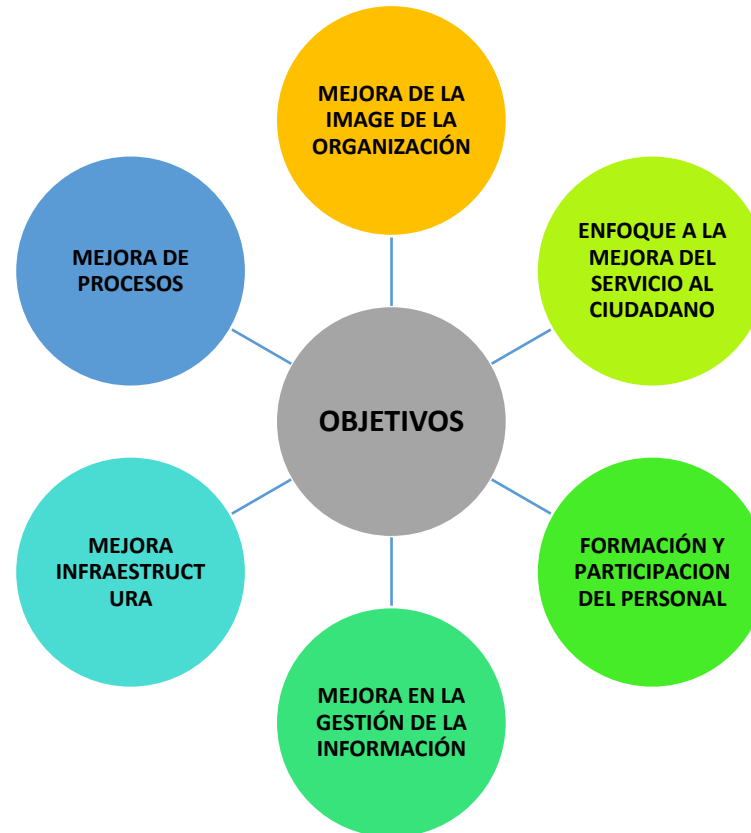 MEJORA DE LA
IMAGE DE LA
ORGANIZACIÓN
ENFOQUE A LA
MEJORA DEL
SERVICIO AL
CIUDADANO
FORMACIÓN Y
PARTICIPACION
DEL PERSONAL
MEJORA EN LA
GESTIÓN DE LA
INFORMACIÓN
MEJORA
INFRAESTRUCT
URA
MEJORA DE
PROCESOS
OBJETIVOS